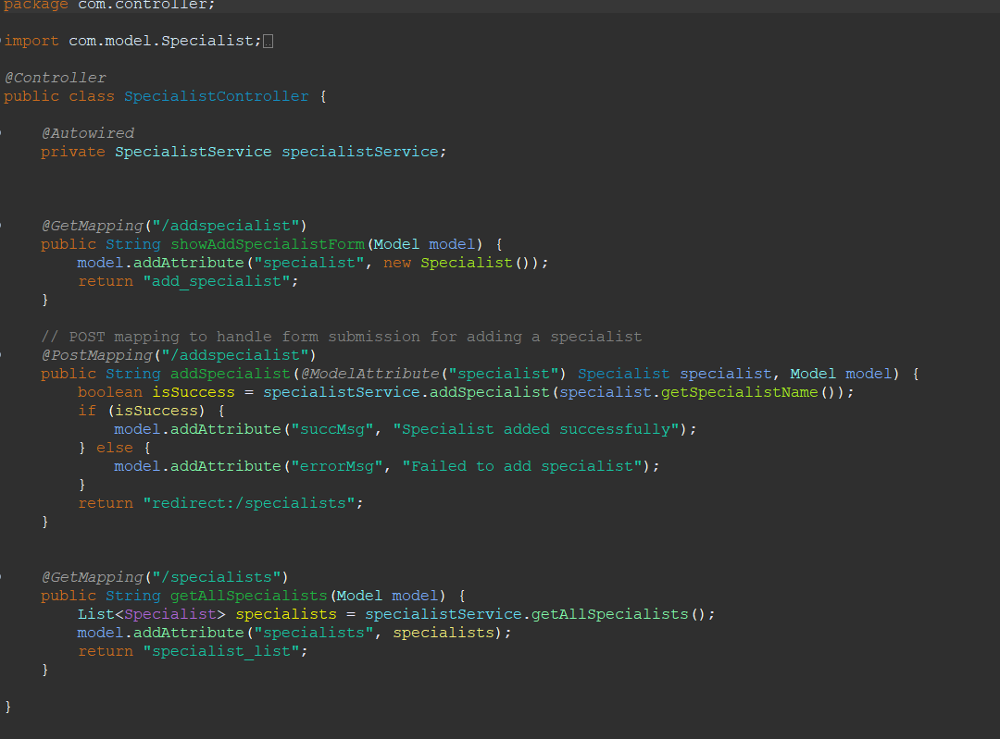 package com.controller;
import com.model.Specialist;
@Controller
public class SpecialistController {
@Autowired
private SpecialistService specialistService;
@GetMapping("/addspecialist")
public String showAddSpecialistForm(Model model) {
model.addAttribute("specialist", new Specialist());
return "add_specialist";
}
// POST mapping to handle form submission for adding a specialist
@PostMapping("/addspecialist")
public String addSpecialist(@ModelAttribute("specialist") Specialist specialist, Model model) {
boolean isSuccess = specialistService.addSpecialist(specialist.getSpecialistName());
if (isSuccess) {
model.addAttribute("succMsg", "Specialist added successfully");
} else {
model.addAttribute("errorMsg", "Failed to add specialist");
}
return "redirect:/specialists";
}
@GetMapping("/specialists")
public String getAllSpecialists(Model model) {
List<Specialist> specialists = specialistService.getAllSpecialists();
model.addAttribute("specialists", specialists);
return "specialist_list";
}
}